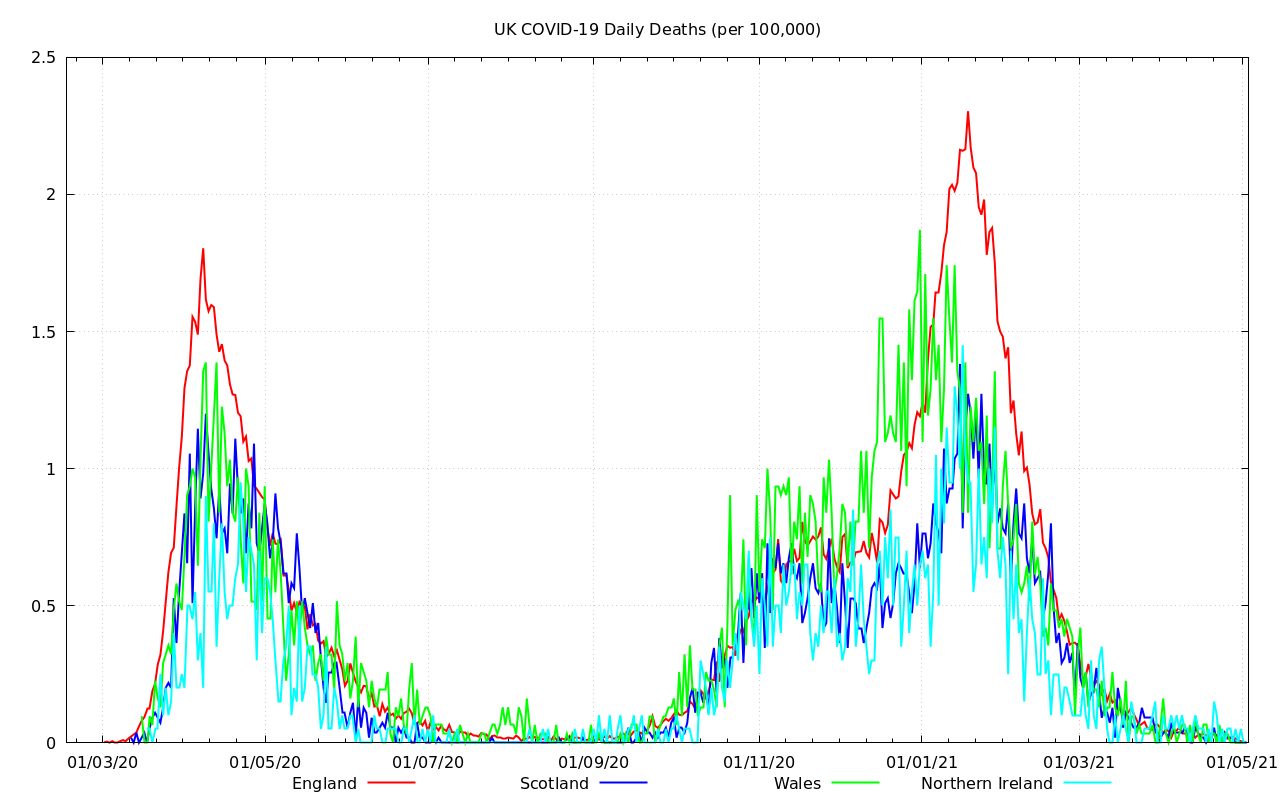 UK COVID-19 Daily Deaths (per 100,000)
2.5
2
1.5
1
0.5
0
01/03/20 01/05/20 01/07/20 01/09/20 01/11/20 01/01/21 01/03/21 01/05/21
England Scotland Wales Northern Ireland